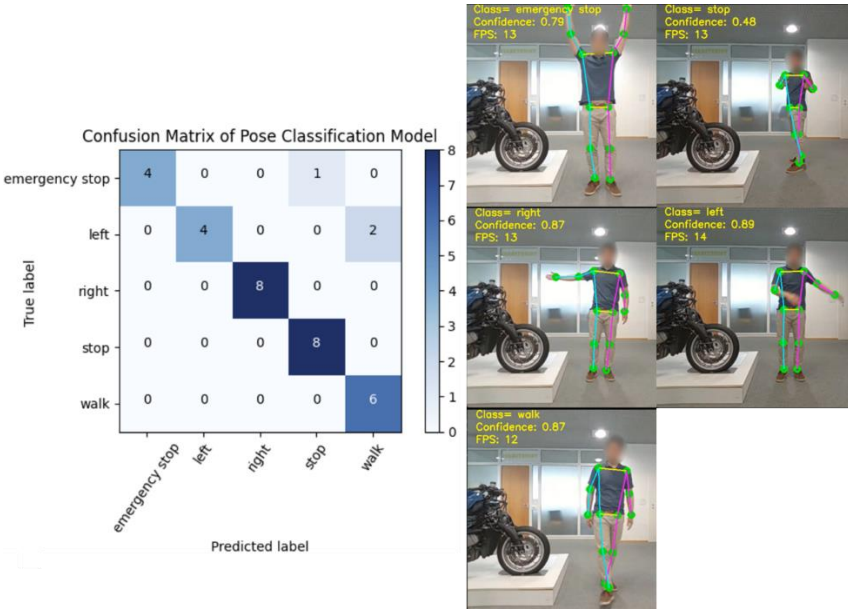 Confusion Matrix of Pose Classification Model
True label
emergency stop
4 0 0 1 0
left
0 4 0 0 2
right
0 0 8 0 0
stop
0 0 0 8 0
walk
0 0 0 0 6
emergency stop
left
right
stop
walk
Predicted label
8
7
6
5
4
3
2
1
0
Class= emergency stop
Confidence: 0.79
FPS: 13
Class= stop
Confidence: 0.48
FPS: 13
Class= right
Confidence: 0.87
FPS: 13
Class= left
Confidence: 0.89
FPS: 14
Class= walk
Confidence: 0.87
FPS: 12